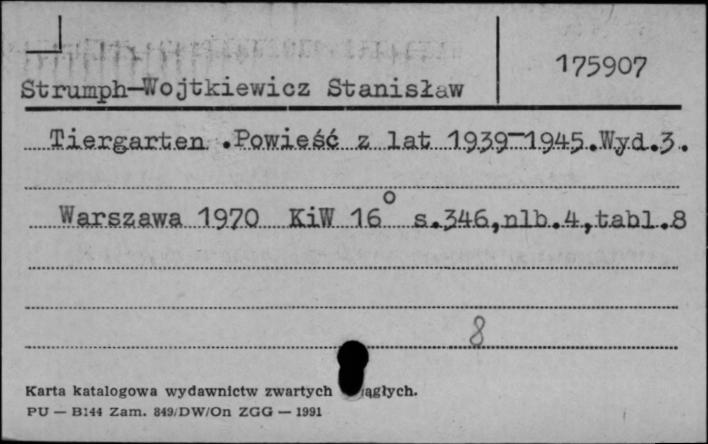 175907
Strumph-Wojtkiewicz Stanisław
Tiergarten .Powieść z lat 1939-1945.Wyd.3.
Warszawa 1970 KiW 16° s.346,nlb.4,tabl.8
8
Karta katalogowa wydawnictw zwartych
PU — B144 Zam. 849/DW/On ZGG — 1991